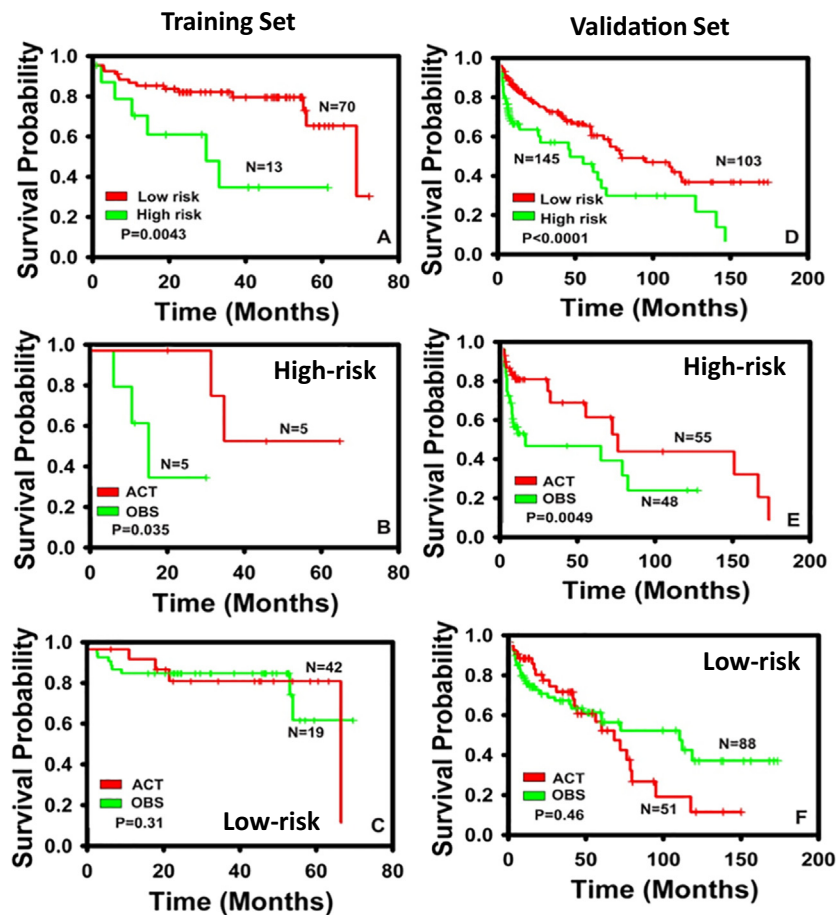 Training Set
Validation Set
Survival Probability
1.0
0.8
0.6
0.4
0.2
0.0
N=70
N=13
Low risk
High risk
P=0.0043
A
0 20 40 60 80
Time (Months)
Survival Probability
1.0
0.8
0.6
0.4
0.2
0.0
N=145
N=103
Low risk
High risk
P<0.0001
D
0 50 100 150 200
Time (Months)
Survival Probability
1.0
0.8
0.6
0.4
0.2
0.0
High-risk
N=5
N=5
ACT
OBS
P=0.035
B
0 20 40 60 80
Time (Months)
Survival Probability
1.0
0.8
0.6
0.4
0.2
0.0
High-risk
N=55
N=48
ACT
OBS
P=0.0049
E
0 50 100 150 200
Time (Months)
Survival Probability
1.0
0.8
0.6
0.4
0.2
0.0
N=42
N=19
ACT
OBS
P=0.31
Low-risk
C
0 20 40 60 80
Time (Months)
Survival Probability
1.0
0.8
0.6
0.4
0.2
0.0
Low-risk
N=88
N=51
ACT
OBS
P=0.46
F
0 50 100 150 200
Time (Months)